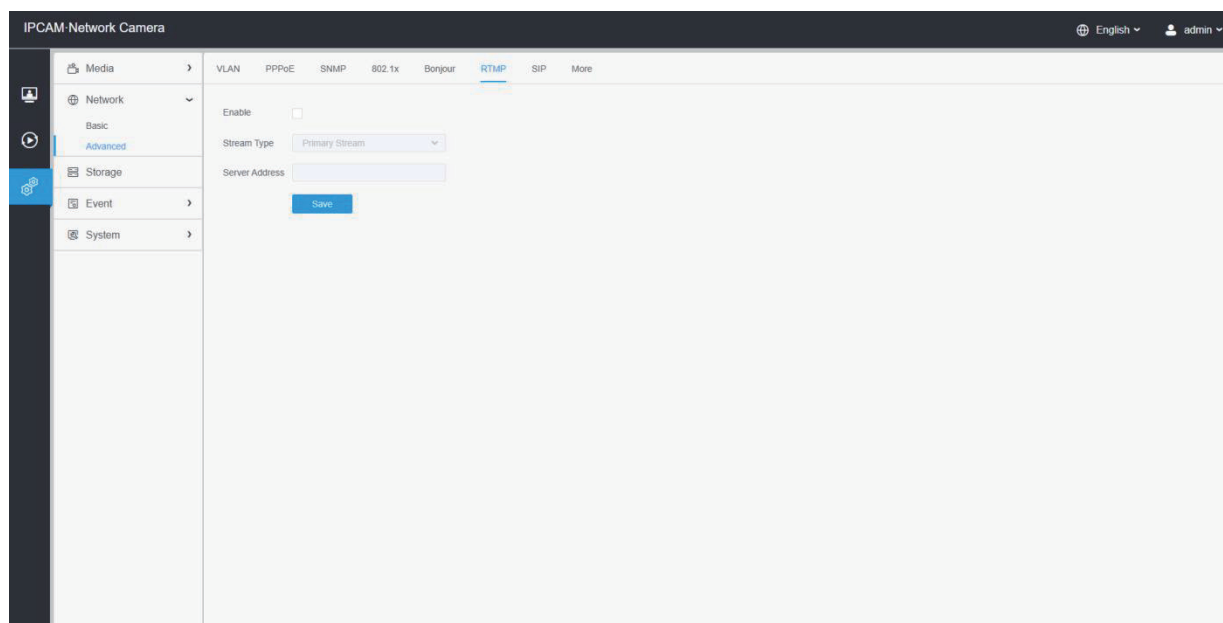 IPCAM·Network Camera
English
admin
Media
Network
Basic
Advanced
Storage
Event
System
VLAN PPPoE SNMP 802.1x Bonjour RTMP SIP More
Enable
Stream Type Primary Stream
Server Address
Save